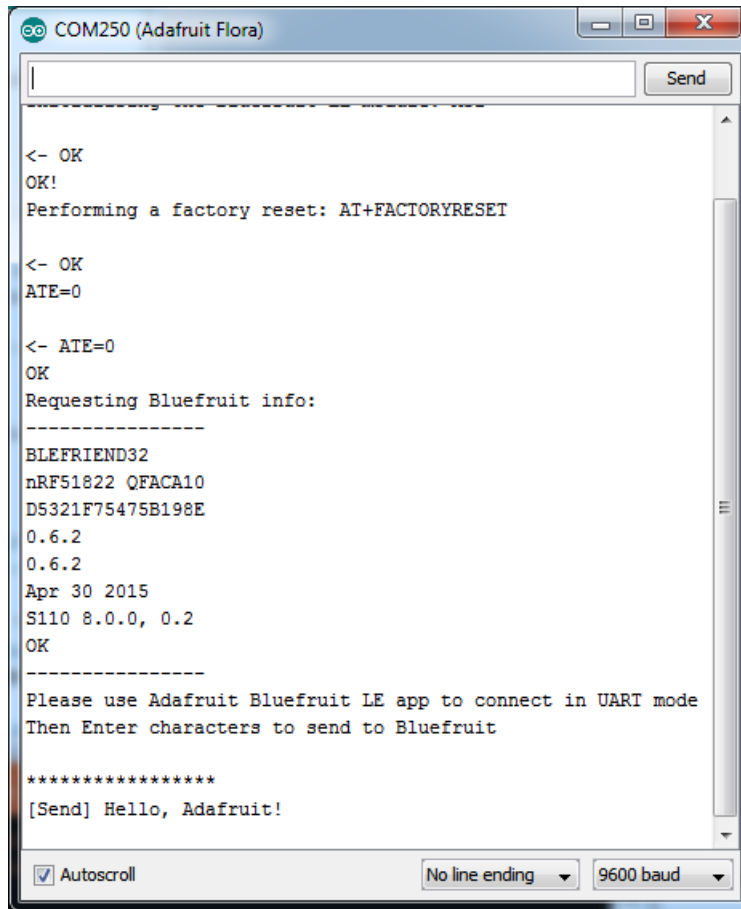 COM250 (Adafruit Flora)
Send
<- OK
OK!
Performing a factory reset: AT+FACTORYRESET
<- OK
ATE=0
<- ATE=0
OK
Requesting Bluefruit info:
----------------
BLEFRIEND32
nRF51822 QFACA10
D5321F75475B198E
0.6.2
0.6.2
Apr 30 2015
S110 8.0.0, 0.2
OK
----------------
Please use Adafruit Bluefruit LE app to connect in UART mode
Then Enter characters to send to Bluefruit
*****************
[Send] Hello, Adafruit!
Autoscroll
No line ending
9600 baud